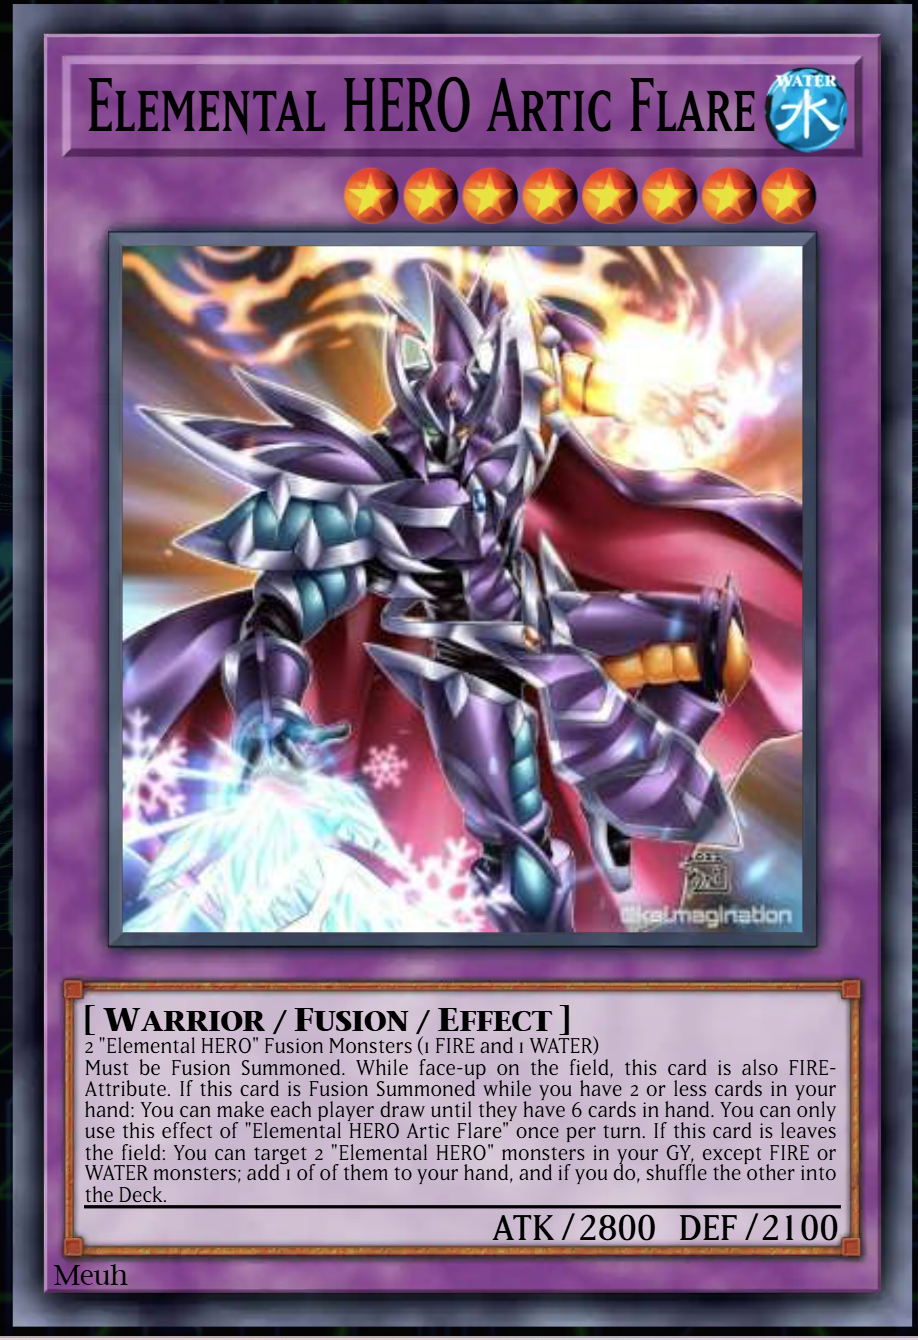 Elemental HERO Artic Flare
WATER
水
[ Warrior / Fusion / Effect ]
2 "Elemental HERO" Fusion Monsters (1 FIRE and 1 WATER)
Must be Fusion Summoned. While face-up on the field, this card is also FIRE-
Attribute. If this card is Fusion Summoned while you have 2 or less cards in your
hand: You can make each player draw until they have 6 cards in hand. You can only
use this effect of "Elemental HERO Artic Flare" once per turn. If this card is leaves
the field: You can target 2 "Elemental HERO" monsters in your GY, except FIRE or
WATER monsters; add 1 of of them to your hand, and if you do, shuffle the other into
the Deck.
ATK/2800 DEF/2100
Meuh